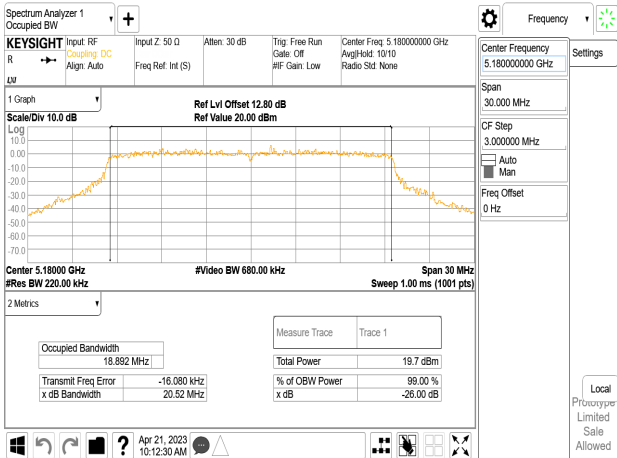 Spectrum Analyzer 1
Occupied BW
Frequency
KEYSIGHT
R
Input: RF
Coupling: DC
Align: Auto
Input Z: 50 Ω
Freq Ref: Int (S)
Atten: 30 dB
Trig: Free Run
Gate: Off
#IF Gain: Low
Center Freq: 5.180000000 GHz
Avg|Hold: 10/10
Radio Std: None
Center Frequency
5.180000000 GHz
Settings
Span
30.000 MHz
CF Step
3.000000 MHz
Auto
Man
Freq Offset
0 Hz
1 Graph
Ref Lvl Offset 12.80 dB
Scale/Div 10.0 dB
Ref Value 20.00 dBm
Log
10.0
0.00
-10.0
-20.0
-30.0
-40.0
-50.0
-60.0
-70.0
Center 5.18000 GHz
#Video BW 680.00 kHz
Span 30 MHz
#Res BW 220.00 kHz
Sweep 1.00 ms (1001 pts)
2 Metrics
Measure Trace
Trace 1
Occupied Bandwidth
18.892 MHz
Total Power
19.7 dBm
Transmit Freq Error
-16.080 kHz
% of OBW Power
99.00 %
x dB Bandwidth
20.52 MHz
x dB
-26.00 dB
Local
Prototype
Limited
Sale
Allowed
Apr 21, 2023
10:12:30 AM